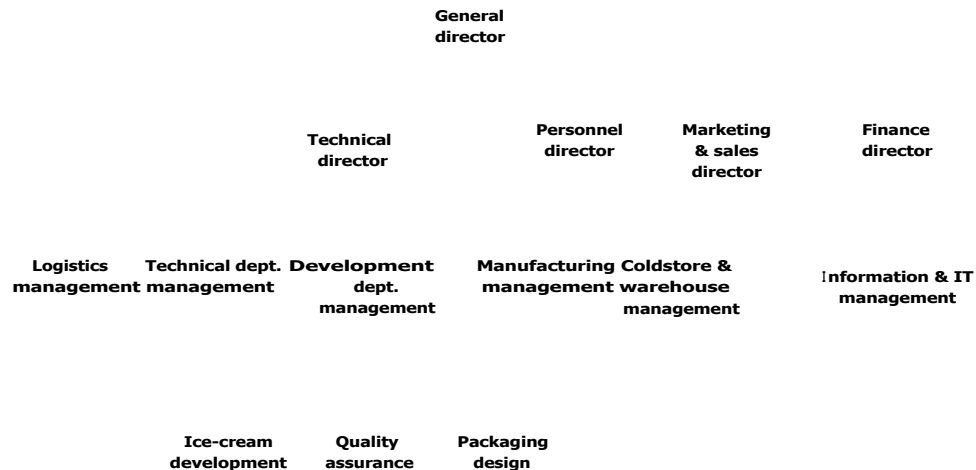 General
director
Technical
director
Personnel
director
Marketing
& sales
director
Finance
director
Logistics
management
Technical dept.
management
Development
dept.
management
Manufacturing
management
Coldstore &
warehouse
management
Information & IT
management
Ice-cream
development
Quality
assurance
Packaging
design